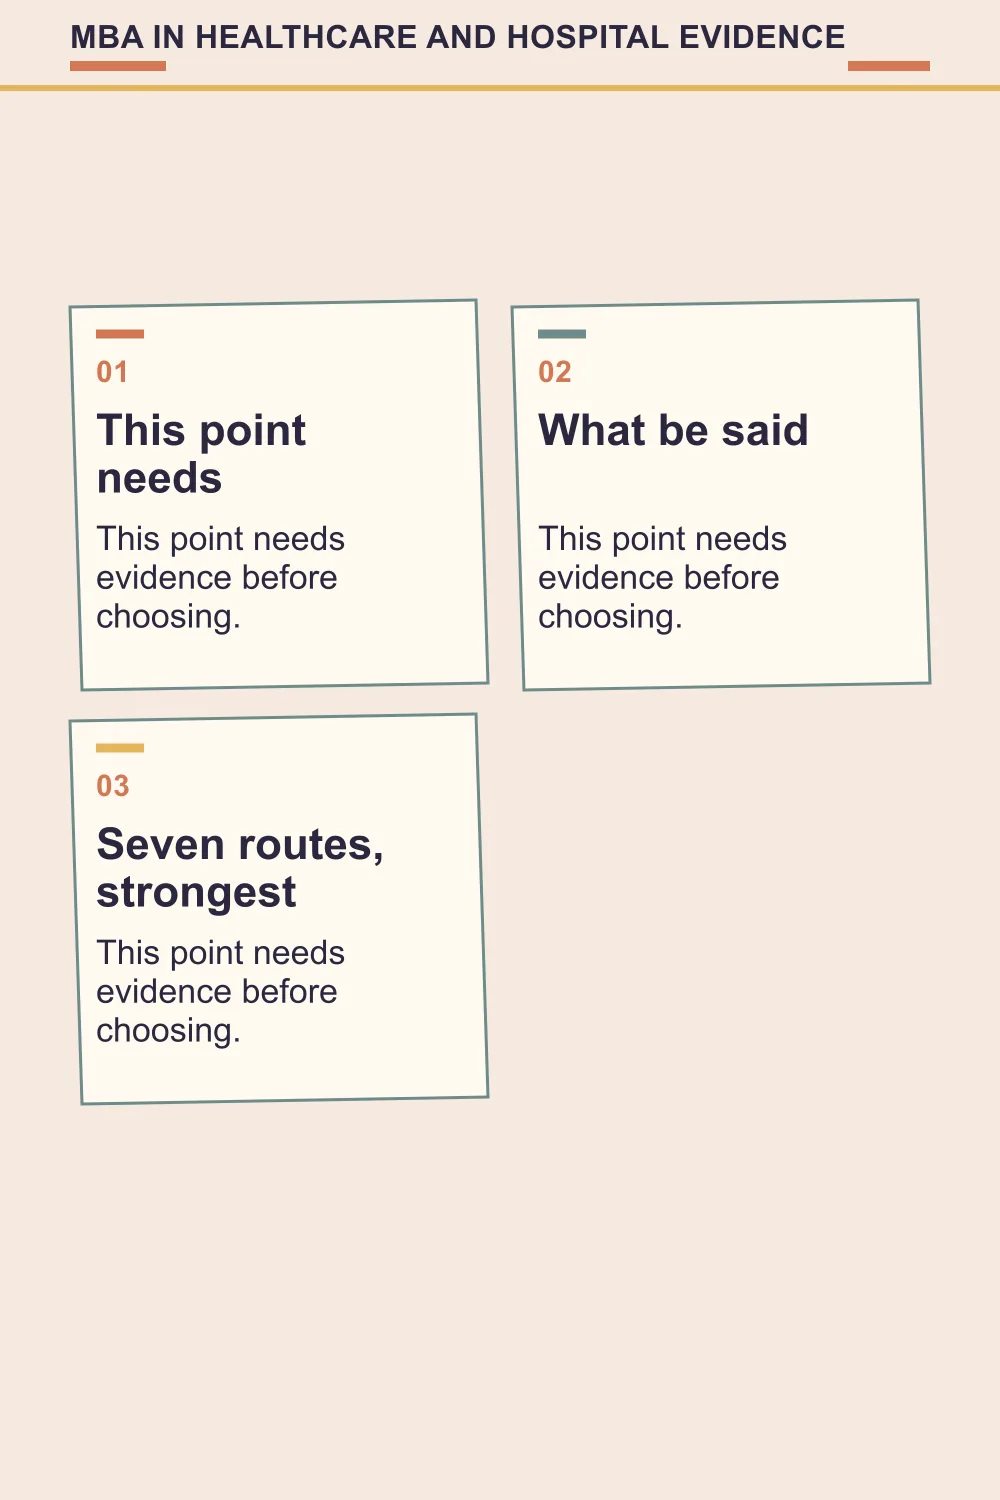 MBA IN HEALTHCARE AND HOSPITAL EVIDENCE
01
This point
needs
This point needs
evidence before
choosing.
02
What be said
This point needs
evidence before
choosing.
03
Seven routes,
strongest
This point needs
evidence before
choosing.